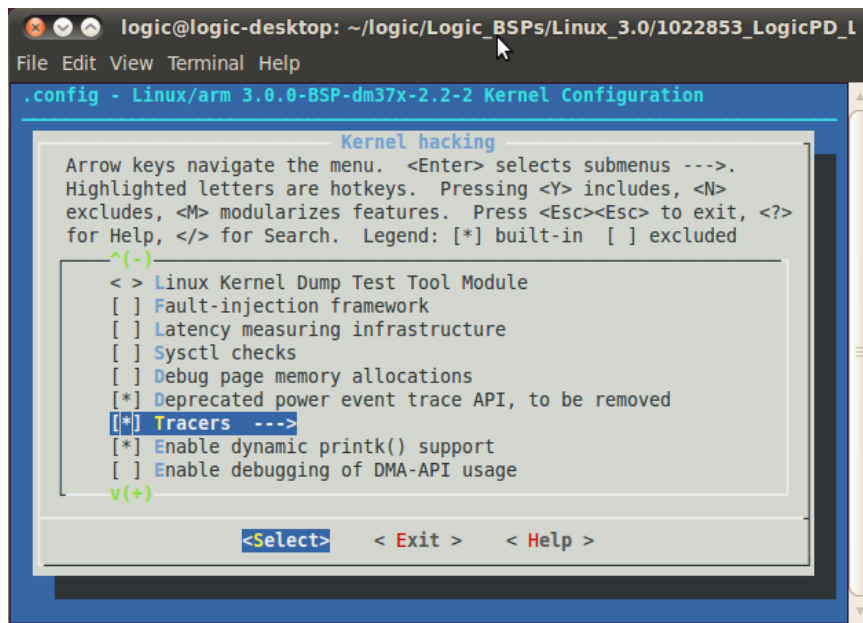 logic@logic-desktop: ~/logic/Logic_BSPs/Linux_3.0/1022853_LogicPD_L
File Edit View Terminal Help
.config - Linux/arm 3.0.0-BSP-dm37x-2.2-2 Kernel Configuration
Kernel hacking
Arrow keys navigate the menu. <Enter> selects submenus --->.
Highlighted letters are hotkeys. Pressing <Y> includes, <N>
excludes, <M> modularizes features. Press <Esc><Esc> to exit, <?>
for Help, </> for Search. Legend: [*] built-in [ ] excluded
^(-)
< > Linux Kernel Dump Test Tool Module
[ ] Fault-injection framework
[ ] Latency measuring infrastructure
[ ] Sysctl checks
[ ] Debug page memory allocations
[*] Deprecated power event trace API, to be removed
[*] Tracers --->
[*] Enable dynamic printk() support
[ ] Enable debugging of DMA-API usage
v(+)
<Select> < Exit > < Help >